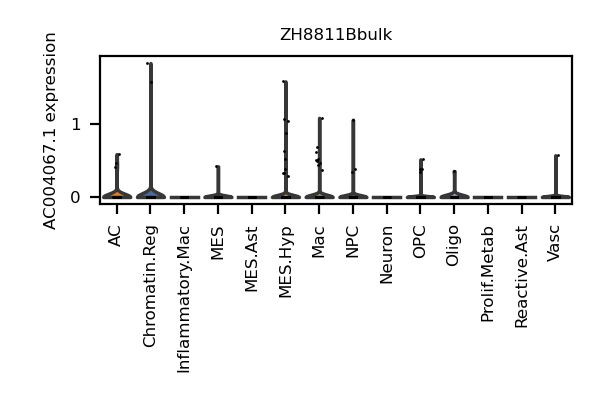 ZH8811Bbulk
AC004067.1 expression
1
0
AC
Chromatin.Reg
Inflammatory.Mac
MES
MES.Ast
MES.Hyp
Mac
NPC
Neuron
OPC
Oligo
Prolif.Metab
Reactive.Ast
Vasc